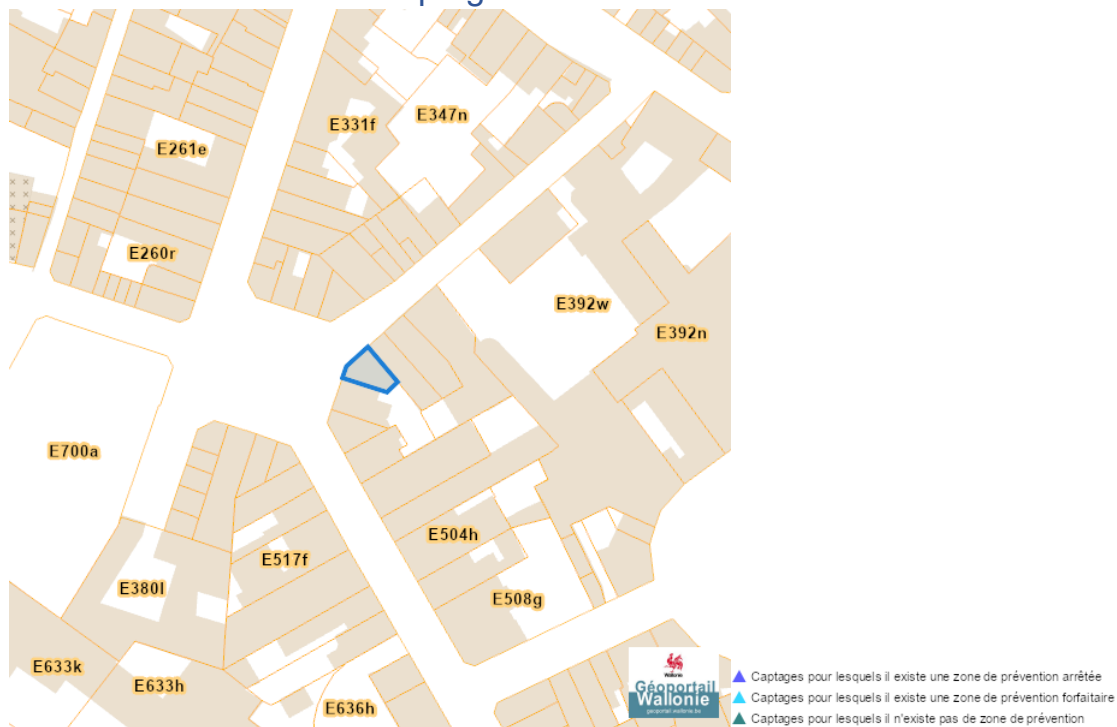 E347n
E331f
E261e
E260r
E392w
E392n
E700a
E504h
E517f
E380l
E508g
E633k
E633h
E636h
Wallonie
Géoportail
Wallonie
geoportail.wallonie.be
Captages pour lesquels il existe une zone de prévention arrêtée
Captages pour lesquels il existe une zone de prévention forfaitaire
Captages pour lesquels il n'existe pas de zone de prévention